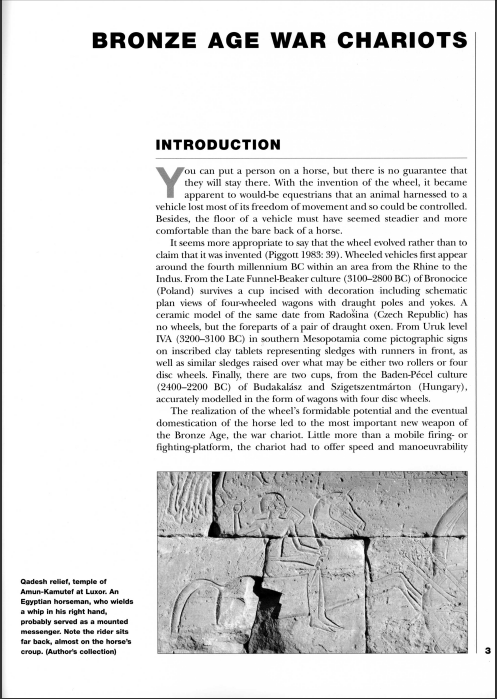 BRONZE AGE WAR CHARIOTS
INTRODUCTION
You can put a person on a horse, but there is no guarantee that
they will stay there. With the invention of the wheel, it became
apparent to would-be equestrians that an animal harnessed to a
vehicle lost most of its freedom of movement and so could be controlled.
Besides, the floor of a vehicle must have seemed steadier and more
comfortable than the bare back of a horse.
It seems more appropriate to say that the wheel evolved rather than to
claim that it was invented (Piggott 1983: 39). Wheeled vehicles first appear
around the fourth millennium BC within an area from the Rhine to the
Indus. From the Late Funnel-Beaker culture (3100–2800 BC) of Bronocice
(Poland) survives a cup incised with decoration including schematic
plan views of four-wheeled wagons with draught poles and yokes. A
ceramic model of the same date from Radošina (Czech Republic) has
no wheels, but the foreparts of a pair of draught oxen. From Uruk level
IVA (3200–3100 BC) in southern Mesopotamia come pictographic signs
on inscribed clay tablets representing sledges with runners in front, as
well as similar sledges raised over what may be either two rollers or four
disc wheels. Finally, there are two cups, from the Baden-Pécel culture
(2400–2200 BC) of Budakalász and Szigetszentmárton (Hungary),
accurately modelled in the form of wagons with four disc wheels.
The realization of the wheel's formidable potential and the eventual
domestication of the horse led to the most important new weapon of
the Bronze Age, the war chariot. Little more than a mobile firing- or
fighting-platform, the chariot had to offer speed and manoeuvrability
Qadesh relief, temple of
Amun-Kamutef at Luxor. An
Egyptian horseman, who wields
a whip in his right hand,
probably served as a mounted
messenger. Note the rider sits
far back, almost on the horse's
croup. (Author's collection)
3